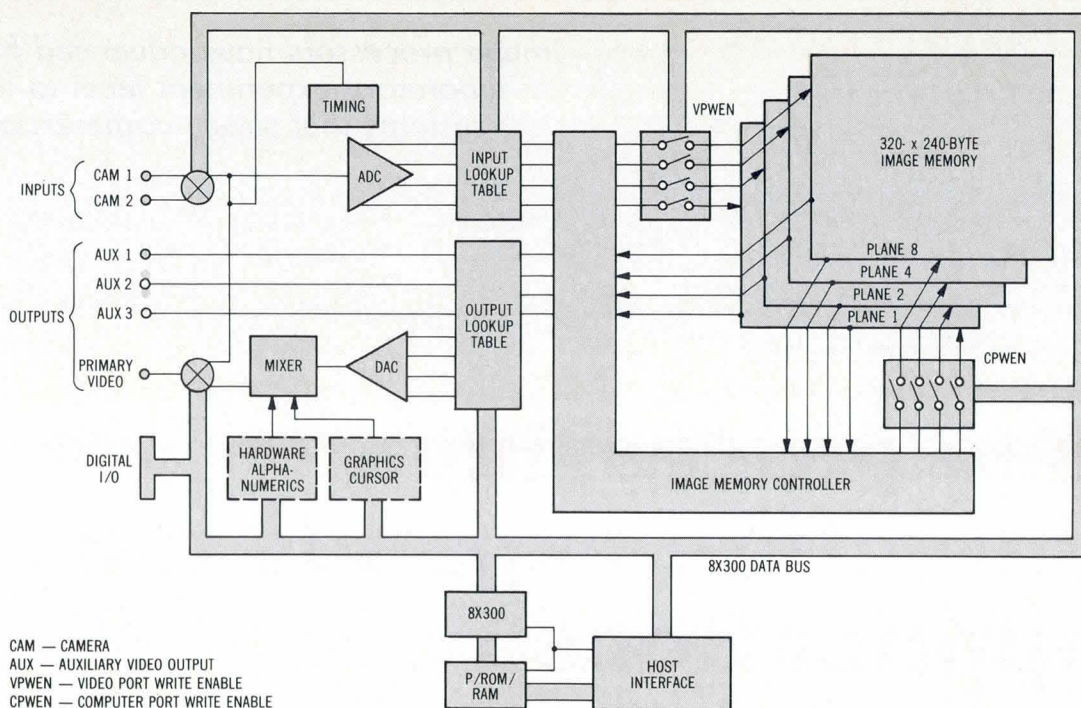 TIMING
VPWEN
320- x 240-BYTE
IMAGE MEMORY
INPUTS
CAM 1
CAM 2
ADC
INPUT
LOOKUP
TABLE
OUTPUTS
AUX 1
AUX 2
AUX 3
PRIMARY
VIDEO
MIXER
DAC
OUTPUT
LOOKUP
TABLE
PLANE 8
PLANE 4
PLANE 2
PLANE 1
CPWEN
DIGITAL
I/O
HARDWARE
ALPHA-
NUMERICS
GRAPHICS
CURSOR
IMAGE MEMORY CONTROLLER
8X300 DATA BUS
8X300
P/ROM/
RAM
HOST
INTERFACE
CAM — CAMERA
AUX — AUXILIARY VIDEO OUTPUT
VPWEN — VIDEO PORT WRITE ENABLE
CPWEN — COMPUTER PORT WRITE ENABLE